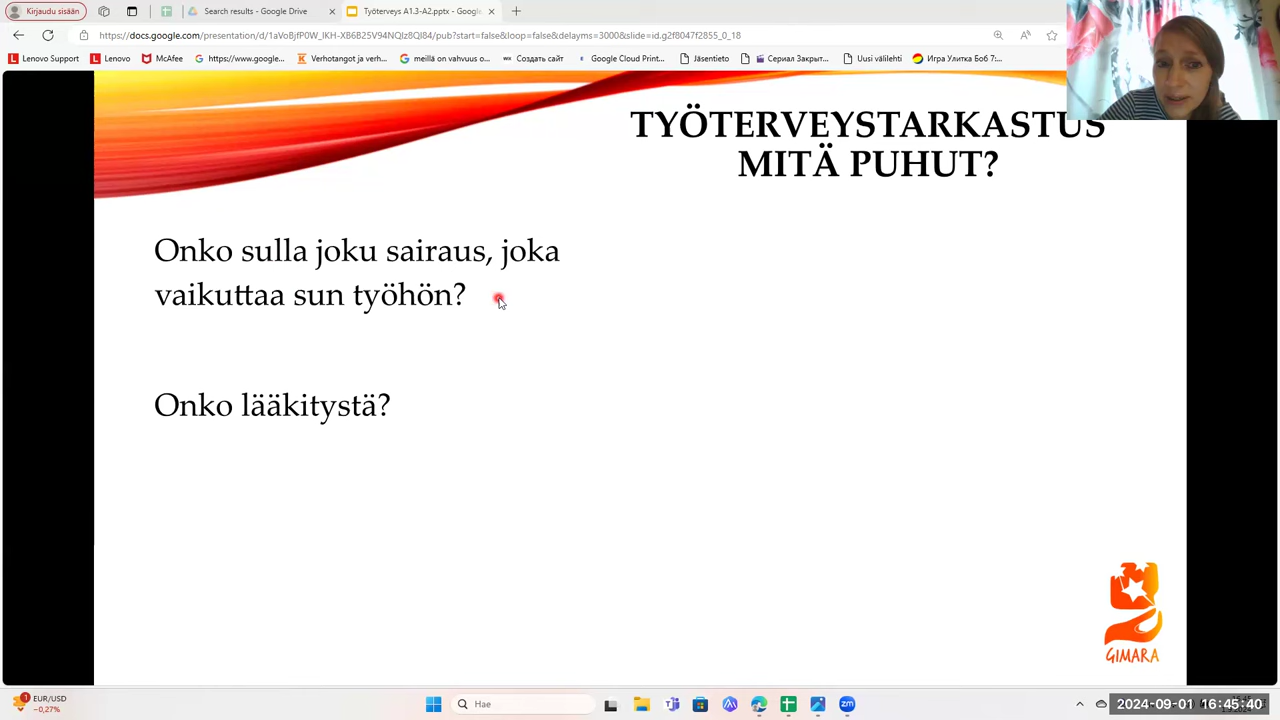 Kirjaudu sisään
Search results - Google Drive
Työterveys A1.3-A2.pptx - Google
https://docs.google.com/presentation/d/1aVoBjfP0W_IKH-XB6B25V94NQlz8Ql84/pub?start=false&loop=false&delayms=3000&slide=id.g2f8047f2855_0_18
Lenovo Support
Lenovo
McAfee
https://www.google...
Verhotangot ja verh...
meillä on vahvuus o...
Создать сайт
Google Cloud Print...
Jäsentieto
Сериал Закрыт...
Uusi välilehti
Игра Улитка Боб 7:...
TYÖTERVEYSTARKASTUS
MITÄ PUHUT?
Onko sulla joku sairaus, joka
vaikuttaa sun työhön?
Onko lääkitystä?
GIMARA
EUR/USD
-0,27%
Hae
2024-09-01 16:45:40